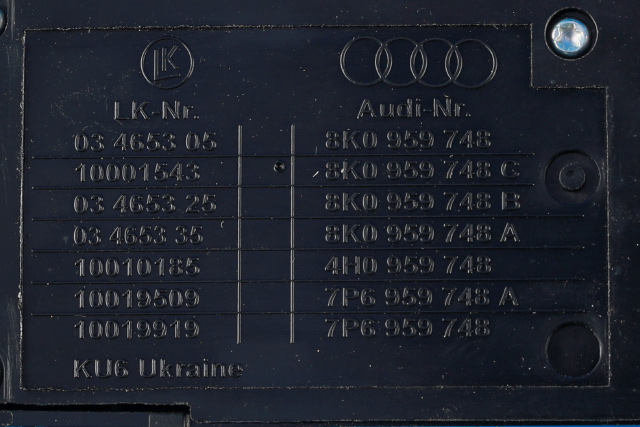 LK
LK-Nr. Audi-Nr.
03 4653 05 8K0 959 748
10001543 8K0 959 748 C
03 4653 25 8K0 959 748 B
03 4653 35 8K0 959 748 A
10010185 4H0 959 748
10019509 7P6 959 748 A
10019919 7P6 959 748
KU6 Ukraine